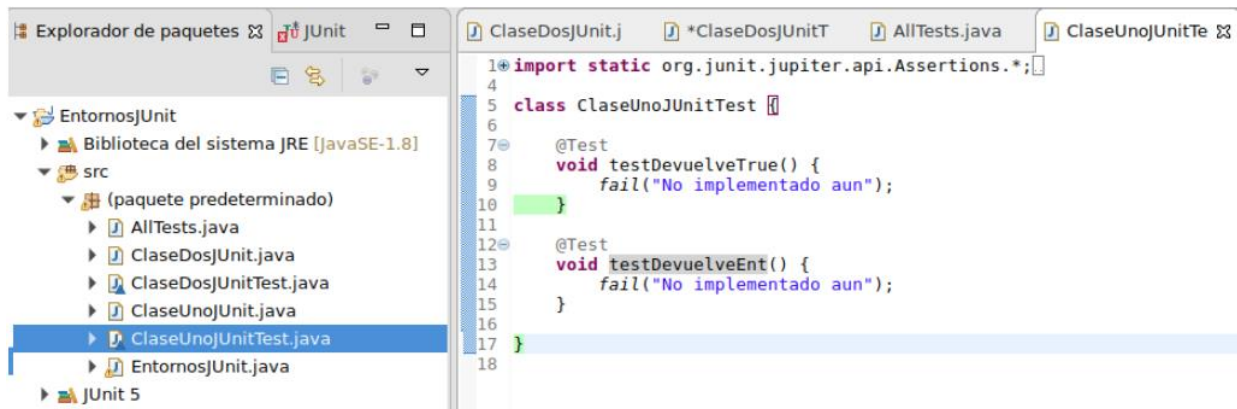 Explorador de paquetes JUnit
EntornosJUnit
Biblioteca del sistema JRE [JavaSE-1.8]
src
(paquete predeterminado)
AllTests.java
ClaseDosJUnit.java
ClaseDosJUnitTest.java
ClaseUnoJUnit.java
ClaseUnoJUnitTest.java
EntornosJUnit.java
JUnit 5
ClaseDosJUnit.j *ClaseDosJUnitT AllTests.java ClaseUnoJUnitTe
1 import static org.junit.jupiter.api.Assertions.*;
4
5 class ClaseUnoJUnitTest {
6
7 @Test
8 void testDevuelveTrue() {
9 fail("No implementado aun");
10 }
11
12 @Test
13 void testDevuelveEnt() {
14 fail("No implementado aun");
15 }
16
17 }
18